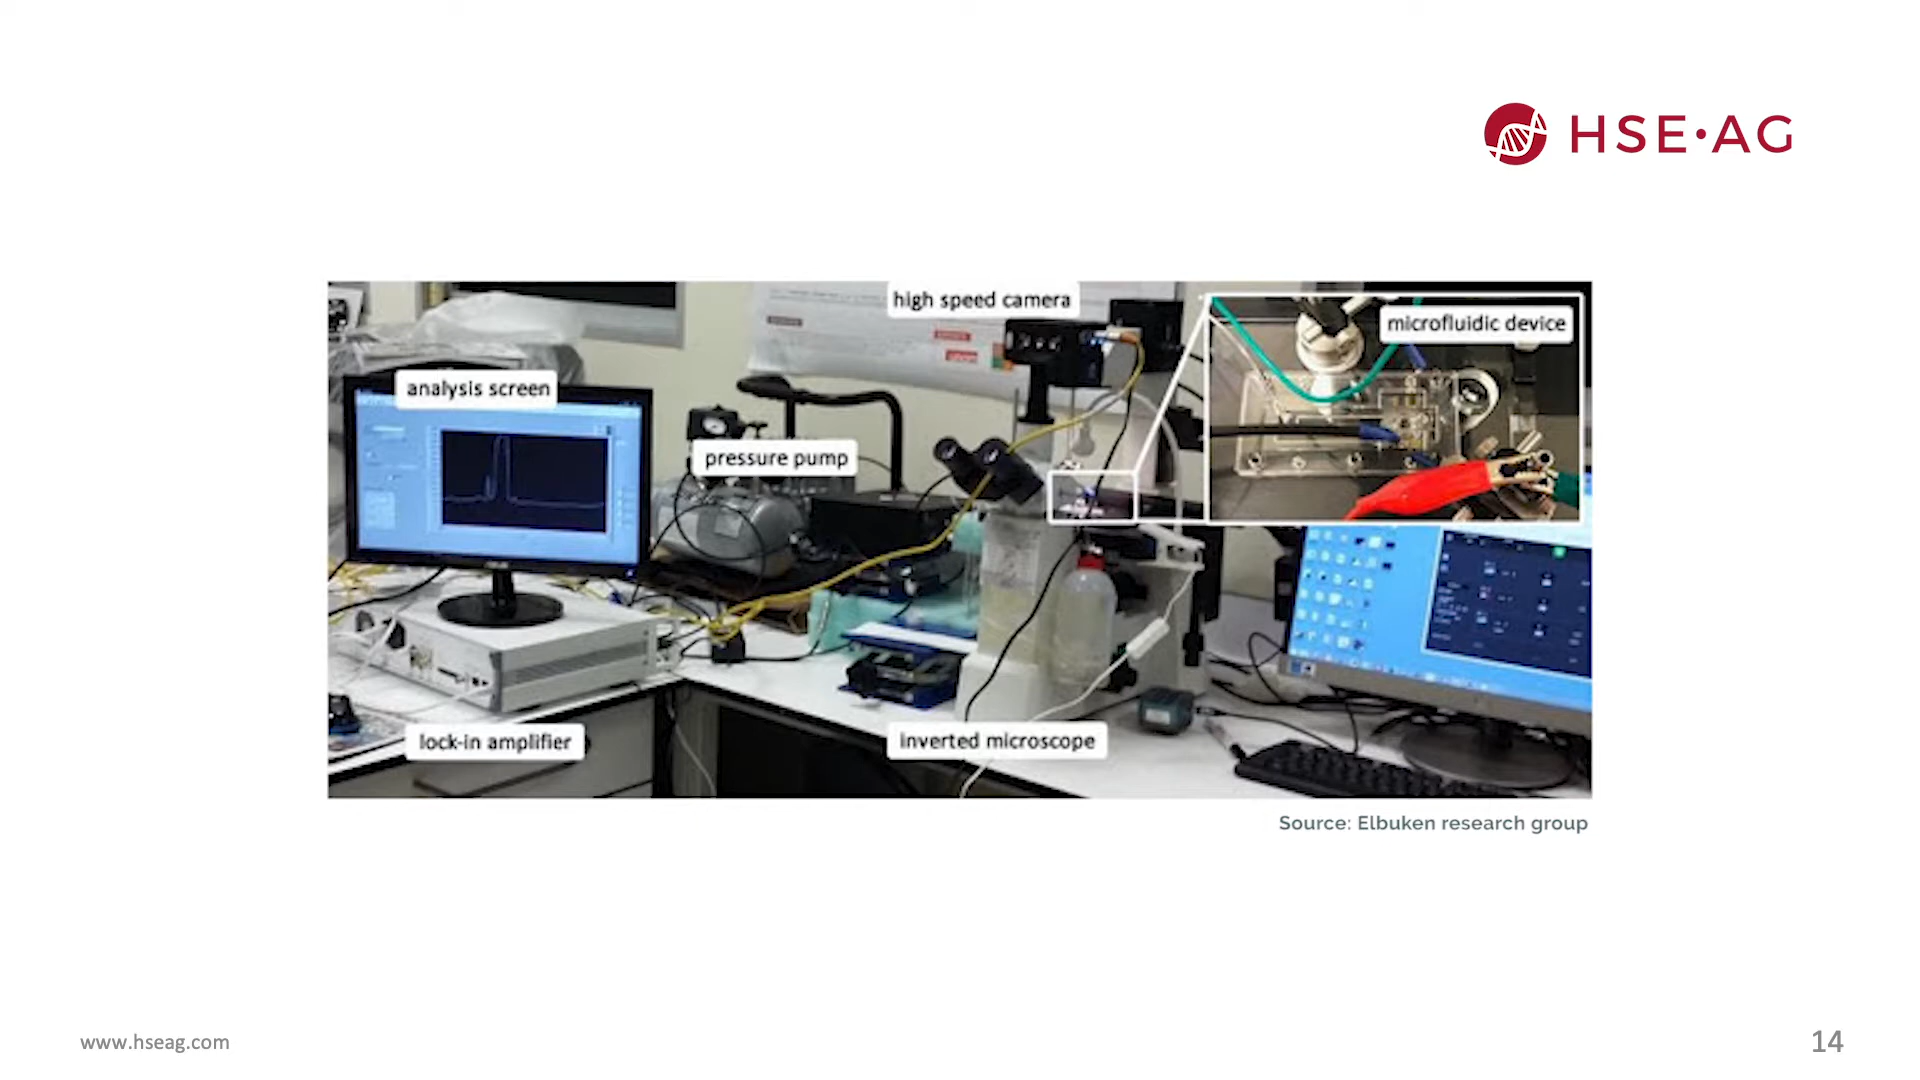 HSE·AG
high speed camera
microfluidic device
analysis screen
pressure pump
lock-in amplifier
inverted microscope
Source: Elbuken research group
www.hseag.com
14